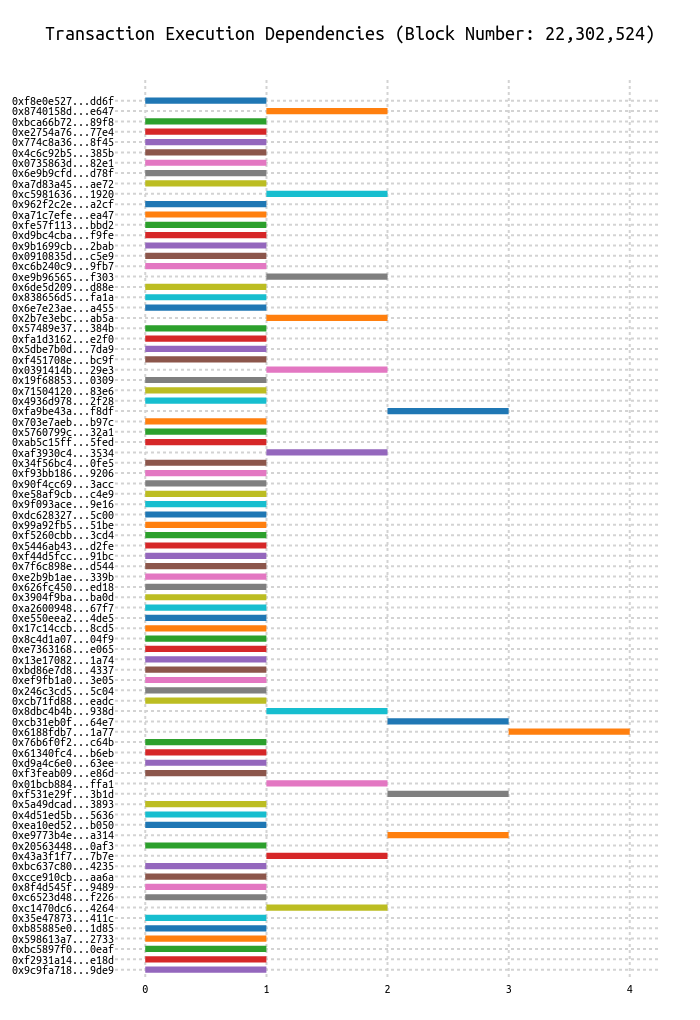 Transaction Execution Dependencies (Block Number: 22,302,524)
0xf8e0e527...dd6f
0x8740158d...e647
0xbca66b72...89f8
0xe2754a76...77e4
0x774c8a36...8f45
0x4c6c92b5...385b
0x0735863d...82e1
0x6e9b9cfd...d78f
0xa7d83a45...ae72
0xc5981636...1920
0x962f2c2e...a2cf
0xa71c7efe...ea47
0xfe57f113...bbd2
0xd9bc4cba...f9fe
0x9b1699cb...2bab
0x0910835d...c5e9
0xc6b240c9...9fb7
0xe9b96565...f303
0x6de5d209...d88e
0x838656d5...fa1a
0x6e7e23ae...a455
0x2b7e3ebc...ab5a
0x57489e37...384b
0xfa1d3162...e2f0
0x5dbe7b0d...7da9
0xf451708e...bc9f
0x0391414b...29e3
0x19f68853...0309
0x71504120...83e6
0x4936d978...2f28
0xfa9be43a...f8df
0x703e7aeb...b97c
0x5760799c...32a1
0xab5c15ff...5fed
0xaf3930c4...3534
0x34f56bc4...0fe5
0xf93bb186...9206
0x90f4cc69...3acc
0xe58af9cb...c4e9
0x9f093ace...9e16
0xdc628327...5c00
0x99a92fb5...51be
0xf5260cbb...3cd4
0x5446ab43...d2fe
0xf44d5fcc...91bc
0x7f6c898e...d544
0xe2b9b1ae...339b
0x626fc450...ed18
0x3904f9ba...ba0d
0xa2600948...67f7
0xe550eea2...4de5
0x17c14ccb...8cd5
0x8c4d1a07...04f9
0xe7363168...e065
0x13e17082...1a74
0xbd86e7d8...4337
0xef9fb1a0...3e05
0x246c3cd5...5c04
0xcb71fd88...eadc
0x8dbc4b4b...938d
0xcb31eb0f...64e7
0x6188fdb7...1a77
0x76b6f0f2...c64b
0x61340fc4...b6eb
0xd9a4c6e0...63ee
0xf3feab09...e86d
0x01bcb884...ffa1
0xf531e29f...3b1d
0x5a49dcad...3893
0x4d51ed5b...5636
0xea10ed52...b050
0xe9773b4e...a314
0x20563448...0af3
0x43a3f1f7...7b7e
0xbc637c80...4235
0xcce910cb...aa6a
0x8f4d545f...9489
0xc6523d48...f226
0xc1470dc6...4264
0x35e47873...411c
0xb85885e0...1d85
0x598613a7...2733
0xbc5897f0...0eaf
0xf2931a14...e18d
0x9c9fa718...9de9
0 1 2 3 4